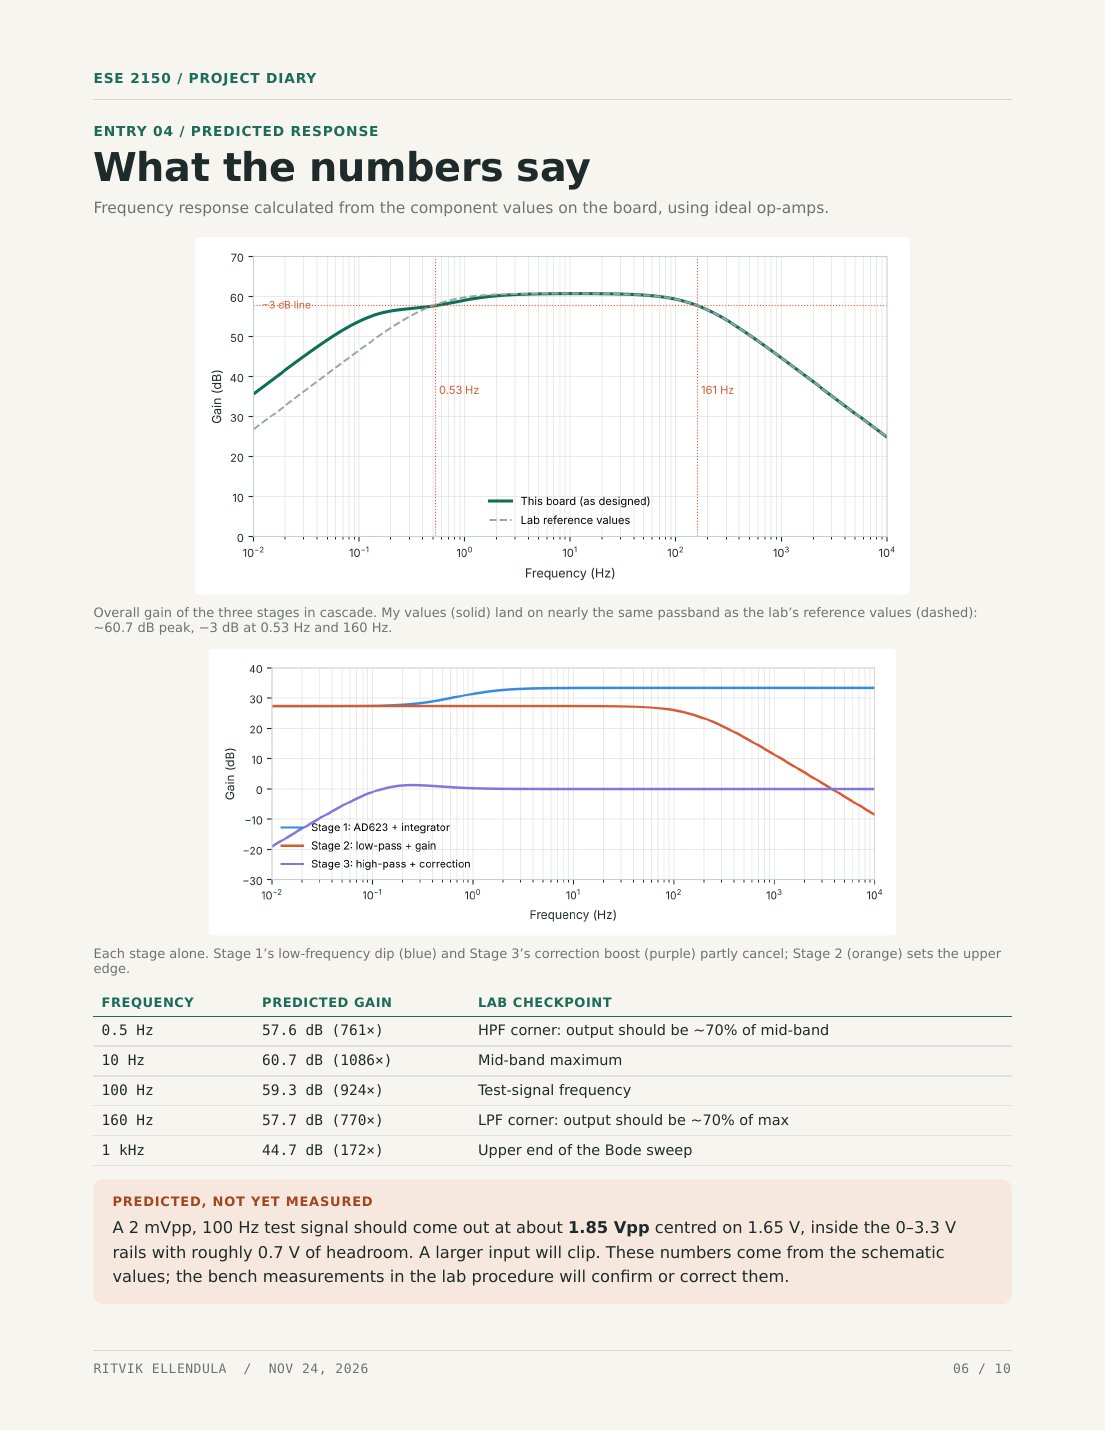 ESE 2150 / PROJECT DIARY
ENTRY 04 / PREDICTED RESPONSE
What the numbers say
Frequency response calculated from the component values on the board, using ideal op-amps.
70
60
50
40
30
20
10
0
Gain (dB)
−3 dB line
0.53 Hz
161 Hz
This board (as designed)
Lab reference values
10⁻² 10⁻¹ 10⁰ 10¹ 10² 10³ 10⁴
Frequency (Hz)
Overall gain of the three stages in cascade. My values (solid) land on nearly the same passband as the lab’s reference values (dashed):
~60.7 dB peak, −3 dB at 0.53 Hz and 160 Hz.
40
30
20
10
0
−10
−20
−30
Gain (dB)
Stage 1: AD623 + integrator
Stage 2: low-pass + gain
Stage 3: high-pass + correction
10⁻² 10⁻¹ 10⁰ 10¹ 10² 10³ 10⁴
Frequency (Hz)
Each stage alone. Stage 1’s low-frequency dip (blue) and Stage 3’s correction boost (purple) partly cancel; Stage 2 (orange) sets the upper
edge.
FREQUENCY PREDICTED GAIN LAB CHECKPOINT
0.5 Hz 57.6 dB (761×) HPF corner: output should be ~70% of mid-band
10 Hz 60.7 dB (1086×) Mid-band maximum
100 Hz 59.3 dB (924×) Test-signal frequency
160 Hz 57.7 dB (770×) LPF corner: output should be ~70% of max
1 kHz 44.7 dB (172×) Upper end of the Bode sweep
PREDICTED, NOT YET MEASURED
A 2 mVpp, 100 Hz test signal should come out at about 1.85 Vpp centred on 1.65 V, inside the 0–3.3 V
rails with roughly 0.7 V of headroom. A larger input will clip. These numbers come from the schematic
values; the bench measurements in the lab procedure will confirm or correct them.
RITVIK ELLENDULA / NOV 24, 2026 06 / 10